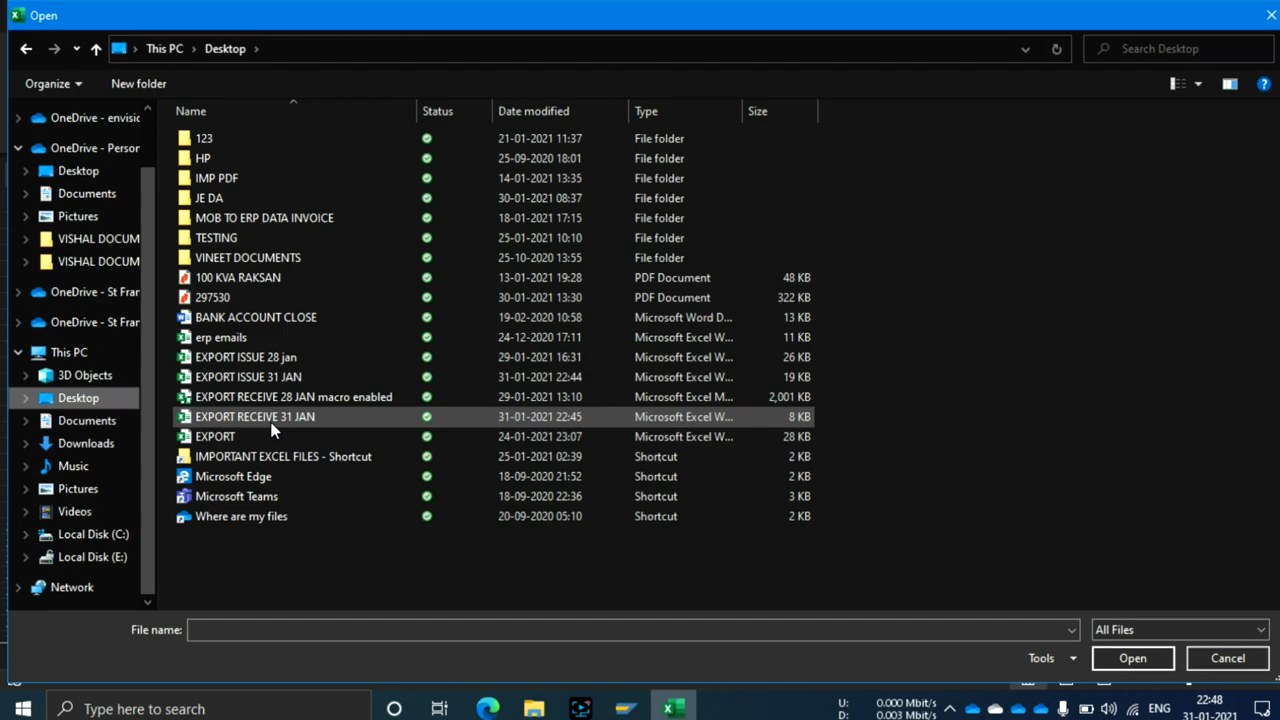 Open
This PC > Desktop >
Search Desktop
Organize
New folder
Name Status Date modified Type Size
OneDrive - envisic
OneDrive - Person
Desktop
Documents
Pictures
VISHAL DOCUM
VISHAL DOCUM
OneDrive - St Fran
OneDrive - St Fran
This PC
3D Objects
Desktop
Documents
Downloads
Music
Pictures
Videos
Local Disk (C:)
Local Disk (E:)
Network
123 21-01-2021 11:37 File folder
HP 25-09-2020 18:01 File folder
IMP PDF 14-01-2021 13:35 File folder
JE DA 30-01-2021 08:37 File folder
MOB TO ERP DATA INVOICE 18-01-2021 17:15 File folder
TESTING 25-01-2021 10:10 File folder
VINEET DOCUMENTS 25-10-2020 13:55 File folder
100 KVA RAKSAN 13-01-2021 19:28 PDF Document 48 KB
297530 30-01-2021 13:30 PDF Document 322 KB
BANK ACCOUNT CLOSE 19-02-2020 10:58 Microsoft Word D... 13 KB
erp emails 24-12-2020 17:11 Microsoft Excel W... 11 KB
EXPORT ISSUE 28 jan 29-01-2021 16:31 Microsoft Excel W... 26 KB
EXPORT ISSUE 31 JAN 31-01-2021 22:44 Microsoft Excel W... 19 KB
EXPORT RECEIVE 28 JAN macro enabled 29-01-2021 13:10 Microsoft Excel M... 2,001 KB
EXPORT RECEIVE 31 JAN 31-01-2021 22:45 Microsoft Excel W... 8 KB
EXPORT 24-01-2021 23:07 Microsoft Excel W... 28 KB
IMPORTANT EXCEL FILES - Shortcut 25-01-2021 02:39 Shortcut 2 KB
Microsoft Edge 18-09-2020 21:52 Shortcut 2 KB
Microsoft Teams 18-09-2020 22:36 Shortcut 3 KB
Where are my files 20-09-2020 05:10 Shortcut 2 KB
File name:
All Files
Tools
Open
Cancel
Type here to search
U: 0.000 Mbit/s
D: 0.003 Mbit/s
ENG
22:48
31-01-2021